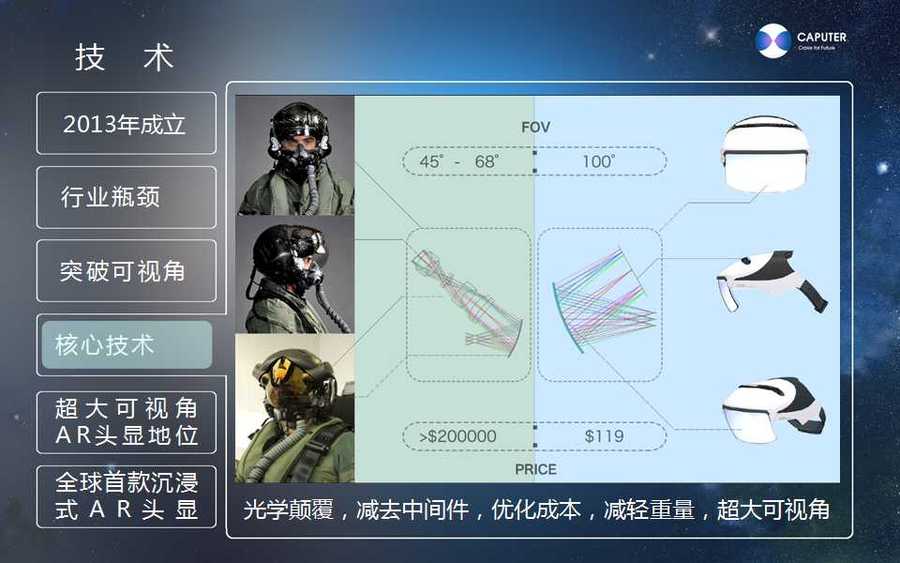 技 术
CAPUTER
Create for Future
2013年成立
行业瓶颈
突破可视角
核心技术
超大可视角
AR头显地位
全球首款沉浸
式AR头显
FOV
45° - 68°
100°
>$200000
$119
PRICE
光学颠覆，减去中间件，优化成本，减轻重量，超大可视角